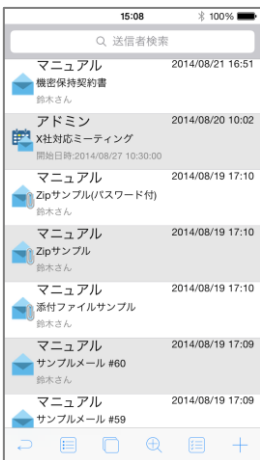 15:08 100%
送信者検索
マニュアル 2014/08/21 16:51
機密保持契約書
鈴木さん
アドミン 2014/08/20 10:02
X社対応ミーティング
開始日時:2014/08/27 10:30:00
マニュアル 2014/08/19 17:10
Zipサンプル(パスワード付)
鈴木さん
マニュアル 2014/08/19 17:10
Zipサンプル
鈴木さん
マニュアル 2014/08/19 17:10
添付ファイルサンプル
鈴木さん
マニュアル 2014/08/19 17:09
サンプルメール #60
鈴木さん
マニュアル 2014/08/19 17:09
サンプルメール #59